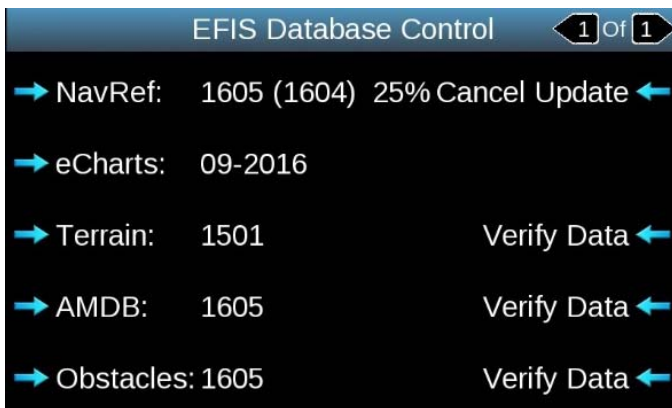 EFIS Database Control 1 Of 1
NavRef: 1605 (1604) 25% Cancel Update
eCharts: 09-2016
Terrain: 1501 Verify Data
AMDB: 1605 Verify Data
Obstacles: 1605 Verify Data